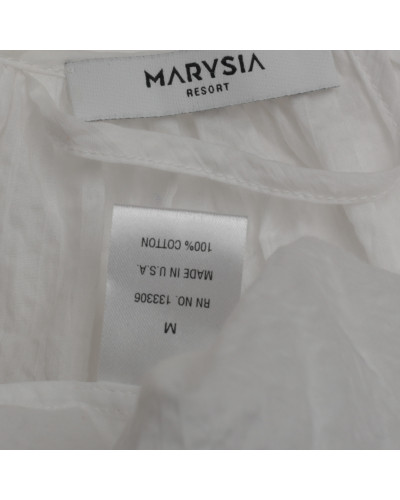 MARYSIA
RESORT
M
RN NO. 133306
MADE IN U.S.A.
100% COTTON